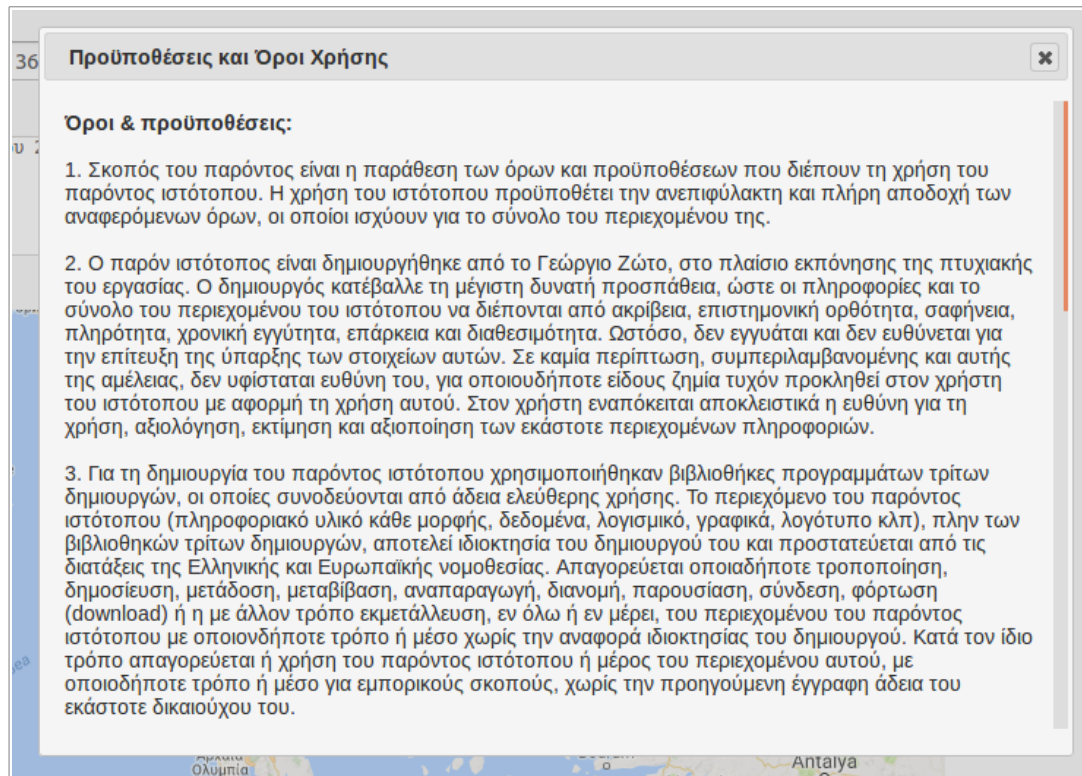 36
Προϋποθέσεις και Όροι Χρήσης
Όροι & προϋποθέσεις:
1. Σκοπός του παρόντος είναι η παράθεση των όρων και προϋποθέσεων που διέπουν τη χρήση του
παρόντος ιστότοπου. Η χρήση του ιστότοπου προϋποθέτει την ανεπιφύλακτη και πλήρη αποδοχή των
αναφερόμενων όρων, οι οποίοι ισχύουν για το σύνολο του περιεχομένου της.
2. Ο παρόν ιστότοπος είναι δημιουργήθηκε από το Γεώργιο Ζώτο, στο πλαίσιο εκπόνησης της πτυχιακής
του εργασίας. Ο δημιουργός κατέβαλλε τη μέγιστη δυνατή προσπάθεια, ώστε οι πληροφορίες και το
σύνολο του περιεχομένου του ιστότοπου να διέπονται από ακρίβεια, επιστημονική ορθότητα, σαφήνεια,
πληρότητα, χρονική εγγύτητα, επάρκεια και διαθεσιμότητα. Ωστόσο, δεν εγγυάται και δεν ευθύνεται για
την επίτευξη της ύπαρξης των στοιχείων αυτών. Σε καμία περίπτωση, συμπεριλαμβανομένης και αυτής
της αμέλειας, δεν υφίσταται ευθύνη του, για οποιουδήποτε είδους ζημία τυχόν προκληθεί στον χρήστη
του ιστότοπου με αφορμή τη χρήση αυτού. Στον χρήστη εναπόκειται αποκλειστικά η ευθύνη για τη
χρήση, αξιολόγηση, εκτίμηση και αξιοποίηση των εκάστοτε περιεχομένων πληροφοριών.
3. Για τη δημιουργία του παρόντος ιστότοπου χρησιμοποιήθηκαν βιβλιοθήκες προγραμμάτων τρίτων
δημιουργών, οι οποίες συνοδεύονται από άδεια ελεύθερης χρήσης. Το περιεχόμενο του παρόντος
ιστότοπου (πληροφοριακό υλικό κάθε μορφής, δεδομένα, λογισμικό, γραφικά, λογότυπο κλπ), πλην των
βιβλιοθηκών τρίτων δημιουργών, αποτελεί ιδιοκτησία του δημιουργού του και προστατεύεται από τις
διατάξεις της Ελληνικής και Ευρωπαϊκής νομοθεσίας. Απαγορεύεται οποιαδήποτε τροποποίηση,
δημοσίευση, μετάδοση, μεταβίβαση, αναπαραγωγή, διανομή, παρουσίαση, σύνδεση, φόρτωση
(download) ή η με άλλον τρόπο εκμετάλλευση, εν όλω ή εν μέρει, του περιεχομένου του παρόντος
ιστότοπου με οποιονδήποτε τρόπο ή μέσο χωρίς την αναφορά ιδιοκτησίας του δημιουργού. Κατά τον ίδιο
τρόπο απαγορεύεται ή χρήση του παρόντος ιστότοπου ή μέρος του περιεχομένου αυτού, με
οποιοδήποτε τρόπο ή μέσο για εμπορικούς σκοπούς, χωρίς την προηγούμενη έγγραφη άδεια του
εκάστοτε δικαιούχου του.
Ολυμπία
Antalya